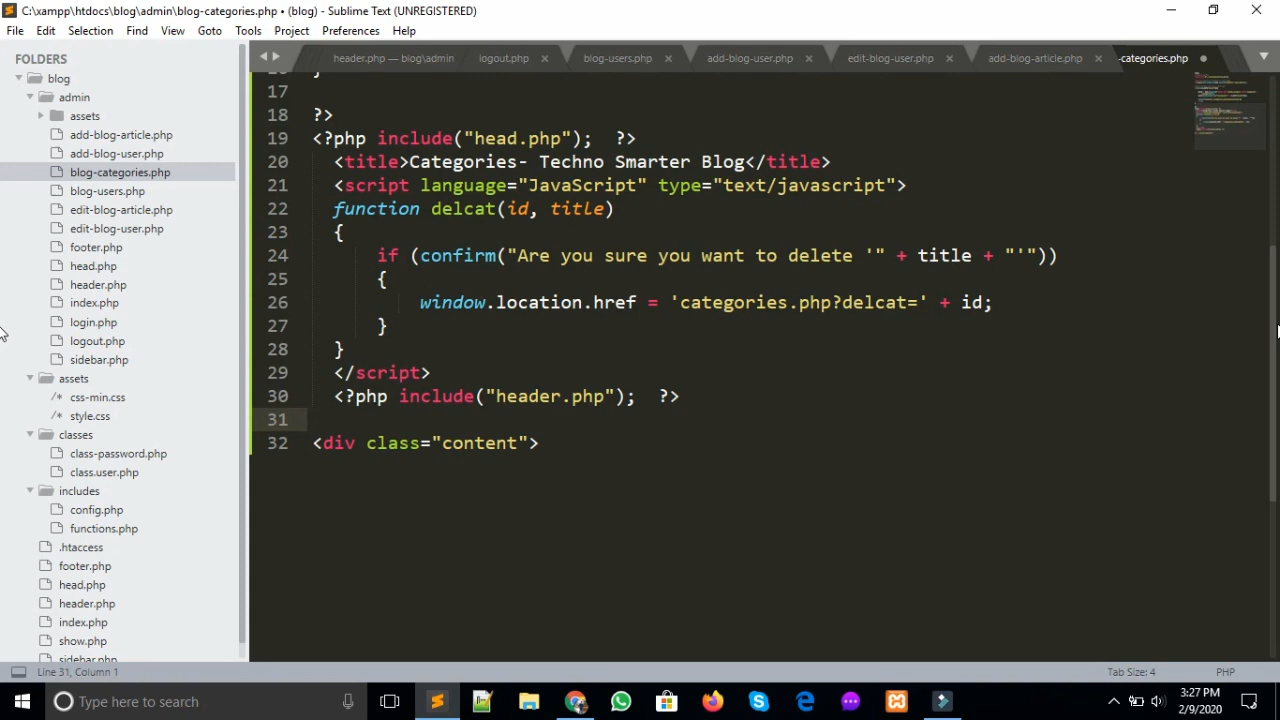 C:\xampp\htdocs\blog\admin\blog-categories.php • (blog) - Sublime Text (UNREGISTERED)
File Edit Selection Find View Goto Tools Project Preferences Help
FOLDERS
blog
admin
assets
add-blog-article.php
add-blog-user.php
blog-categories.php
blog-users.php
edit-blog-article.php
edit-blog-user.php
footer.php
head.php
header.php
index.php
login.php
logout.php
sidebar.php
assets
/* css-min.css
/* style.css
classes
class-password.php
class.user.php
includes
config.php
functions.php
.htaccess
footer.php
head.php
header.php
index.php
show.php
sidebar.php
header.php — blog\admin logout.php blog-users.php add-blog-user.php edit-blog-user.php add-blog-article.php -categories.php
16 }
17
18 ?>
19 <?php include("head.php"); ?>
20 <title>Categories- Techno Smarter Blog</title>
21 <script language="JavaScript" type="text/javascript">
22 function delcat(id, title)
23 {
24 if (confirm("Are you sure you want to delete '" + title + "'"))
25 {
26 window.location.href = 'categories.php?delcat=' + id;
27 }
28 }
29 </script>
30 <?php include("header.php"); ?>
31
32 <div class="content">
Line 31, Column 1 Tab Size: 4 PHP
Type here to search
3:27 PM
2/9/2020